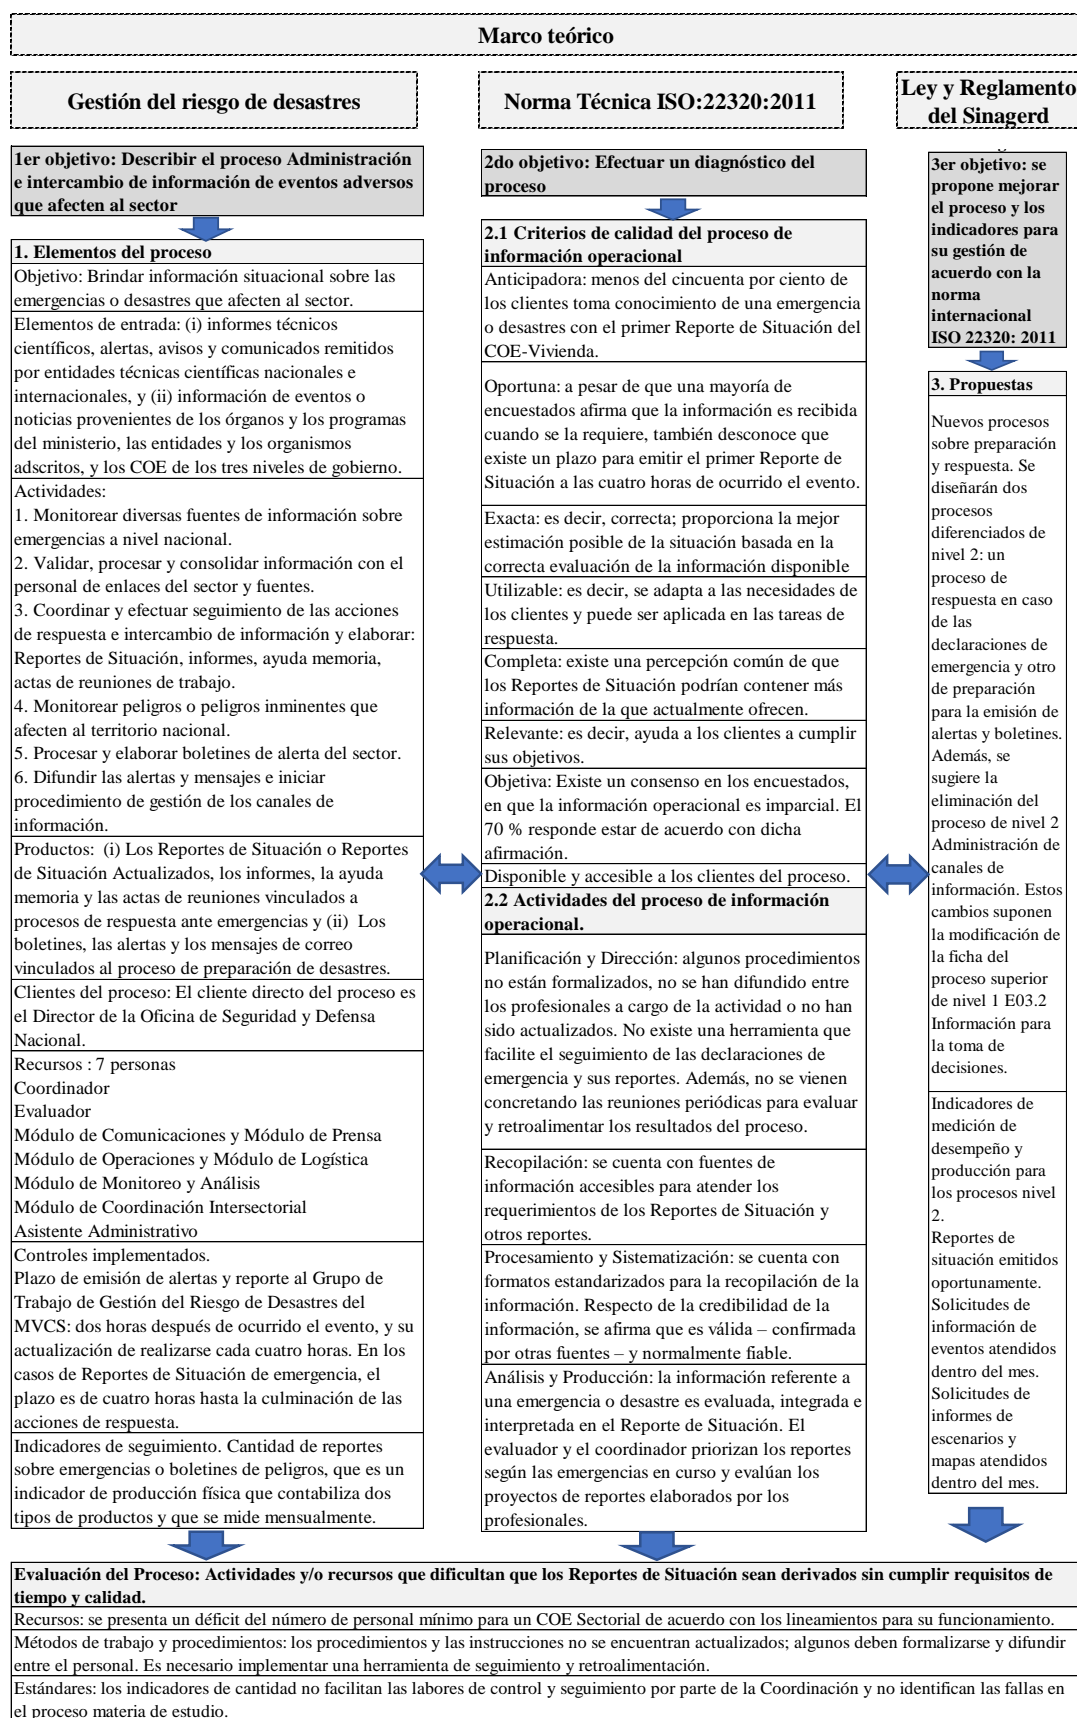 Marco teórico
Gestión del riesgo de desastres
1er objetivo: Describir el proceso Administración
e intercambio de información de eventos adversos
que afecten al sector
1. Elementos del proceso
Objetivo: Brindar información situacional sobre las
emergencias o desastres que afecten al sector.
Elementos de entrada: (i) informes técnicos
científicos, alertas, avisos y comunicados remitidos
por entidades técnicas científicas nacionales e
internacionales, y (ii) información de eventos o
noticias provenientes de los órganos y los programas
del ministerio, las entidades y los organismos
adscritos, y los COE de los tres niveles de gobierno.
Actividades:
1. Monitorear diversas fuentes de información sobre
emergencias a nivel nacional.
2. Validar, procesar y consolidar información con el
personal de enlaces del sector y fuentes.
3. Coordinar y efectuar seguimiento de las acciones
de respuesta e intercambio de información y elaborar:
Reportes de Situación, informes, ayuda memoria,
actas de reuniones de trabajo.
4. Monitorear peligros o peligros inminentes que
afecten al territorio nacional.
5. Procesar y elaborar boletines de alerta del sector.
6. Difundir las alertas y mensajes e iniciar
procedimiento de gestión de los canales de
información.
Productos: (i) Los Reportes de Situación o Reportes
de Situación Actualizados, los informes, la ayuda
memoria y las actas de reuniones vinculados a
procesos de respuesta ante emergencias y (ii) Los
boletines, las alertas y los mensajes de correo
vinculados al proceso de preparación de desastres.
Clientes del proceso: El cliente directo del proceso es
el Director de la Oficina de Seguridad y Defensa
Nacional.
Recursos : 7 personas
Coordinador
Evaluador
Módulo de Comunicaciones y Módulo de Prensa
Módulo de Operaciones y Módulo de Logística
Módulo de Monitoreo y Análisis
Módulo de Coordinación Intersectorial
Asistente Administrativo
Controles implementados.
Plazo de emisión de alertas y reporte al Grupo de
Trabajo de Gestión del Riesgo de Desastres del
MVCS: dos horas después de ocurrido el evento, y su
actualización de realizarse cada cuatro horas. En los
casos de Reportes de Situación de emergencia, el
plazo es de cuatro horas hasta la culminación de las
acciones de respuesta.
Indicadores de seguimiento. Cantidad de reportes
sobre emergencias o boletines de peligros, que es un
indicador de producción física que contabiliza dos
tipos de productos y que se mide mensualmente.
Norma Técnica ISO:22320:2011
2do objetivo: Efectuar un diagnóstico del
proceso
2.1 Criterios de calidad del proceso de
información operacional
Anticipadora: menos del cincuenta por ciento de
los clientes toma conocimiento de una emergencia
o desastres con el primer Reporte de Situación del
COE-Vivienda.
Oportuna: a pesar de que una mayoría de
encuestados afirma que la información es recibida
cuando se la requiere, también desconoce que
existe un plazo para emitir el primer Reporte de
Situación a las cuatro horas de ocurrido el evento.
Exacta: es decir, correcta; proporciona la mejor
estimación posible de la situación basada en la
correcta evaluación de la información disponible
Utilizable: es decir, se adapta a las necesidades de
los clientes y puede ser aplicada en las tareas de
respuesta.
Completa: existe una percepción común de que
los Reportes de Situación podrían contener más
información de la que actualmente ofrecen.
Relevante: es decir, ayuda a los clientes a cumplir
sus objetivos.
Objetiva: Existe un consenso en los encuestados,
en que la información operacional es imparcial. El
70 % responde estar de acuerdo con dicha
afirmación.
Disponible y accesible a los clientes del proceso.
2.2 Actividades del proceso de información
operacional.
Planificación y Dirección: algunos procedimientos
no están formalizados, no se han difundido entre
los profesionales a cargo de la actividad o no han
sido actualizados. No existe una herramienta que
facilite el seguimiento de las declaraciones de
emergencia y sus reportes. Además, no se vienen
concretando las reuniones periódicas para evaluar
y retroalimentar los resultados del proceso.
Recopilación: se cuenta con fuentes de
información accesibles para atender los
requerimientos de los Reportes de Situación y
otros reportes.
Procesamiento y Sistematización: se cuenta con
formatos estandarizados para la recopilación de la
información. Respecto de la credibilidad de la
información, se afirma que es válida – confirmada
por otras fuentes – y normalmente fiable.
Análisis y Producción: la información referente a
una emergencia o desastre es evaluada, integrada e
interpretada en el Reporte de Situación. El
evaluador y el coordinador priorizan los reportes
según las emergencias en curso y evalúan los
proyectos de reportes elaborados por los
profesionales.
Ley y Reglamento
del Sinagerd
3er objetivo: se
propone mejorar
el proceso y los
indicadores para
su gestión de
acuerdo con la
norma
internacional
ISO 22320: 2011
3. Propuestas
Nuevos procesos
sobre preparación
y respuesta. Se
diseñarán dos
procesos
diferenciados de
nivel 2: un
proceso de
respuesta en caso
de las
declaraciones de
emergencia y otro
de preparación
para la emisión de
alertas y boletines.
Además, se
sugiere la
eliminación del
proceso de nivel 2
Administración de
canales de
información. Estos
cambios suponen
la modificación de
la ficha del
proceso superior
de nivel 1 E03.2
Información para
la toma de
decisiones.
Indicadores de
medición de
desempeño y
producción para
los procesos nivel
2.
Reportes de
situación emitidos
oportunamente.
Solicitudes de
información de
eventos atendidos
dentro del mes.
Solicitudes de
informes de
escenarios y
mapas atendidos
dentro del mes.
Evaluación del Proceso: Actividades y/o recursos que dificultan que los Reportes de Situación sean derivados sin cumplir requisitos de
tiempo y calidad.
Recursos: se presenta un déficit del número de personal mínimo para un COE Sectorial de acuerdo con los lineamientos para su funcionamiento.
Métodos de trabajo y procedimientos: los procedimientos y las instrucciones no se encuentran actualizados; algunos deben formalizarse y difundir
entre el personal. Es necesario implementar una herramienta de seguimiento y retroalimentación.
Estándares: los indicadores de cantidad no facilitan las labores de control y seguimiento por parte de la Coordinación y no identifican las fallas en
el proceso materia de estudio.